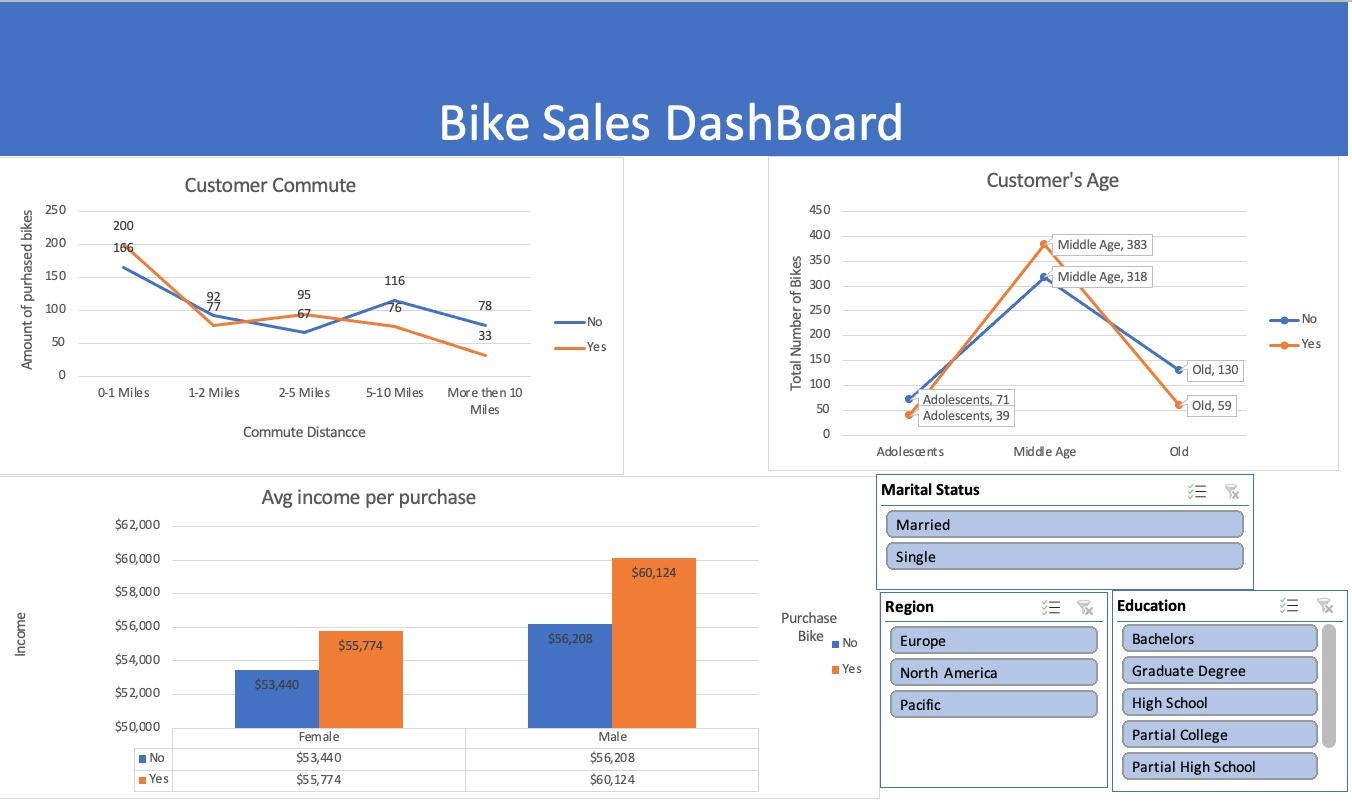 Bike Sales DashBoard
Customer Commute
Amount of purhased bikes
250
200
150
100
50
0
200
166
92
77
95
67
116
76
78
33
0-1 Miles
1-2 Miles
2-5 Miles
5-10 Miles
More then 10
Miles
Commute Distancce
No
Yes
Customer's Age
Total Number of Bikes
450
400
350
300
250
200
150
100
50
0
Adolescents, 71
Adolescents, 39
Middle Age, 383
Middle Age, 318
Old, 130
Old, 59
Adolescents
Middle Age
Old
No
Yes
Avg income per purchase
Income
$62,000
$60,000
$58,000
$56,000
$54,000
$52,000
$50,000
$53,440
$55,774
$56,208
$60,124
Female
Male
No $53,440 $56,208
Yes $55,774 $60,124
Purchase
Bike
No
Yes
Marital Status
Married
Single
Region
Europe
North America
Pacific
Education
Bachelors
Graduate Degree
High School
Partial College
Partial High School